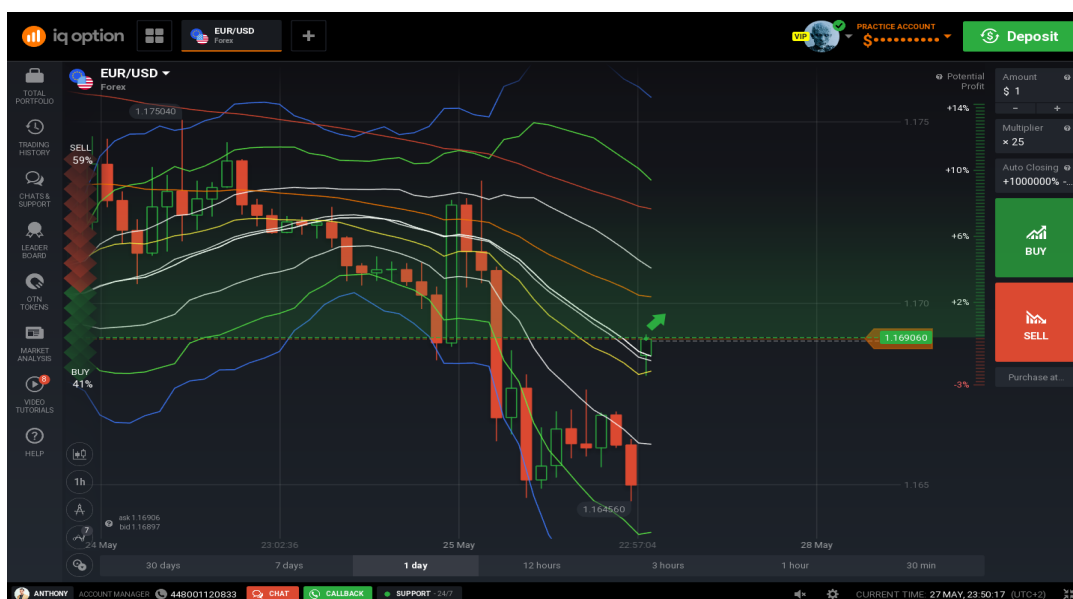 iq option
EUR/USD
Forex
+
VIP
PRACTICE ACCOUNT
$••••••••••
Deposit
TOTAL
PORTFOLIO
TRADING
HISTORY
CHATS &
SUPPORT
LEADER
BOARD
OTN
TOKENS
MARKET
ANALYSIS
8
VIDEO
TUTORIALS
HELP
EUR/USD
Forex
1.175040
SELL
59%
BUY
41%
1h
7
ask 1.16906
bid 1.16897
1.164560
1.175
1.170
1.169060
1.165
Potential
Profit
+14%
+10%
+6%
+2%
-3%
Amount
$ 1
- +
Multiplier
× 25
Auto Closing
+1000000% -...
BUY
SELL
Purchase at...
24 May 23:02:36 25 May 22:57:04 28 May
30 days 7 days 1 day 12 hours 3 hours 1 hour 30 min
ANTHONY ACCOUNT MANAGER 448001120833 CHAT CALLBACK SUPPORT - 24/7 CURRENT TIME: 27 MAY, 23:50:17 (UTC+2)